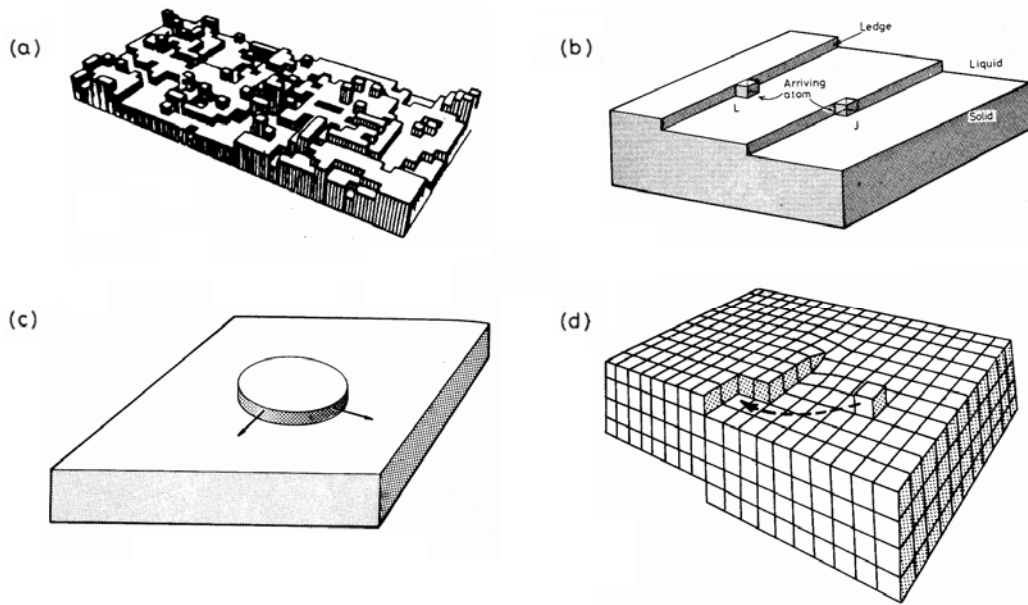 (a)
(b)
Ledge
Liquid
Arriving
atom
L
J
Solid
(c)
(d)